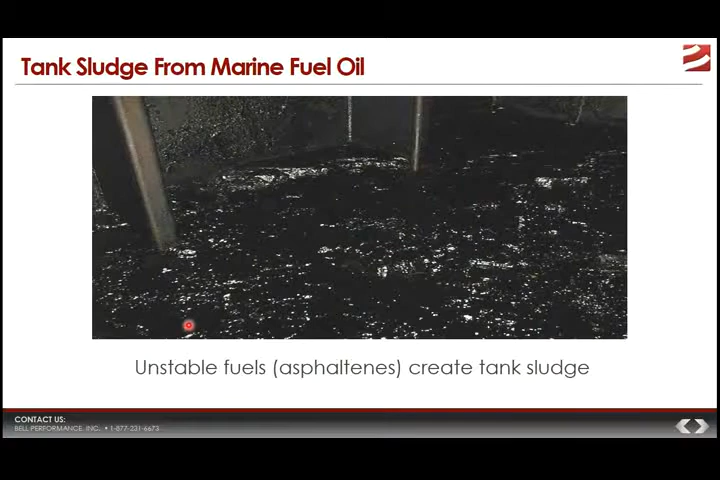 Tank Sludge From Marine Fuel Oil
Unstable fuels (asphaltenes) create tank sludge
CONTACT US:
BELL PERFORMANCE, INC. • 1-877-231-6673